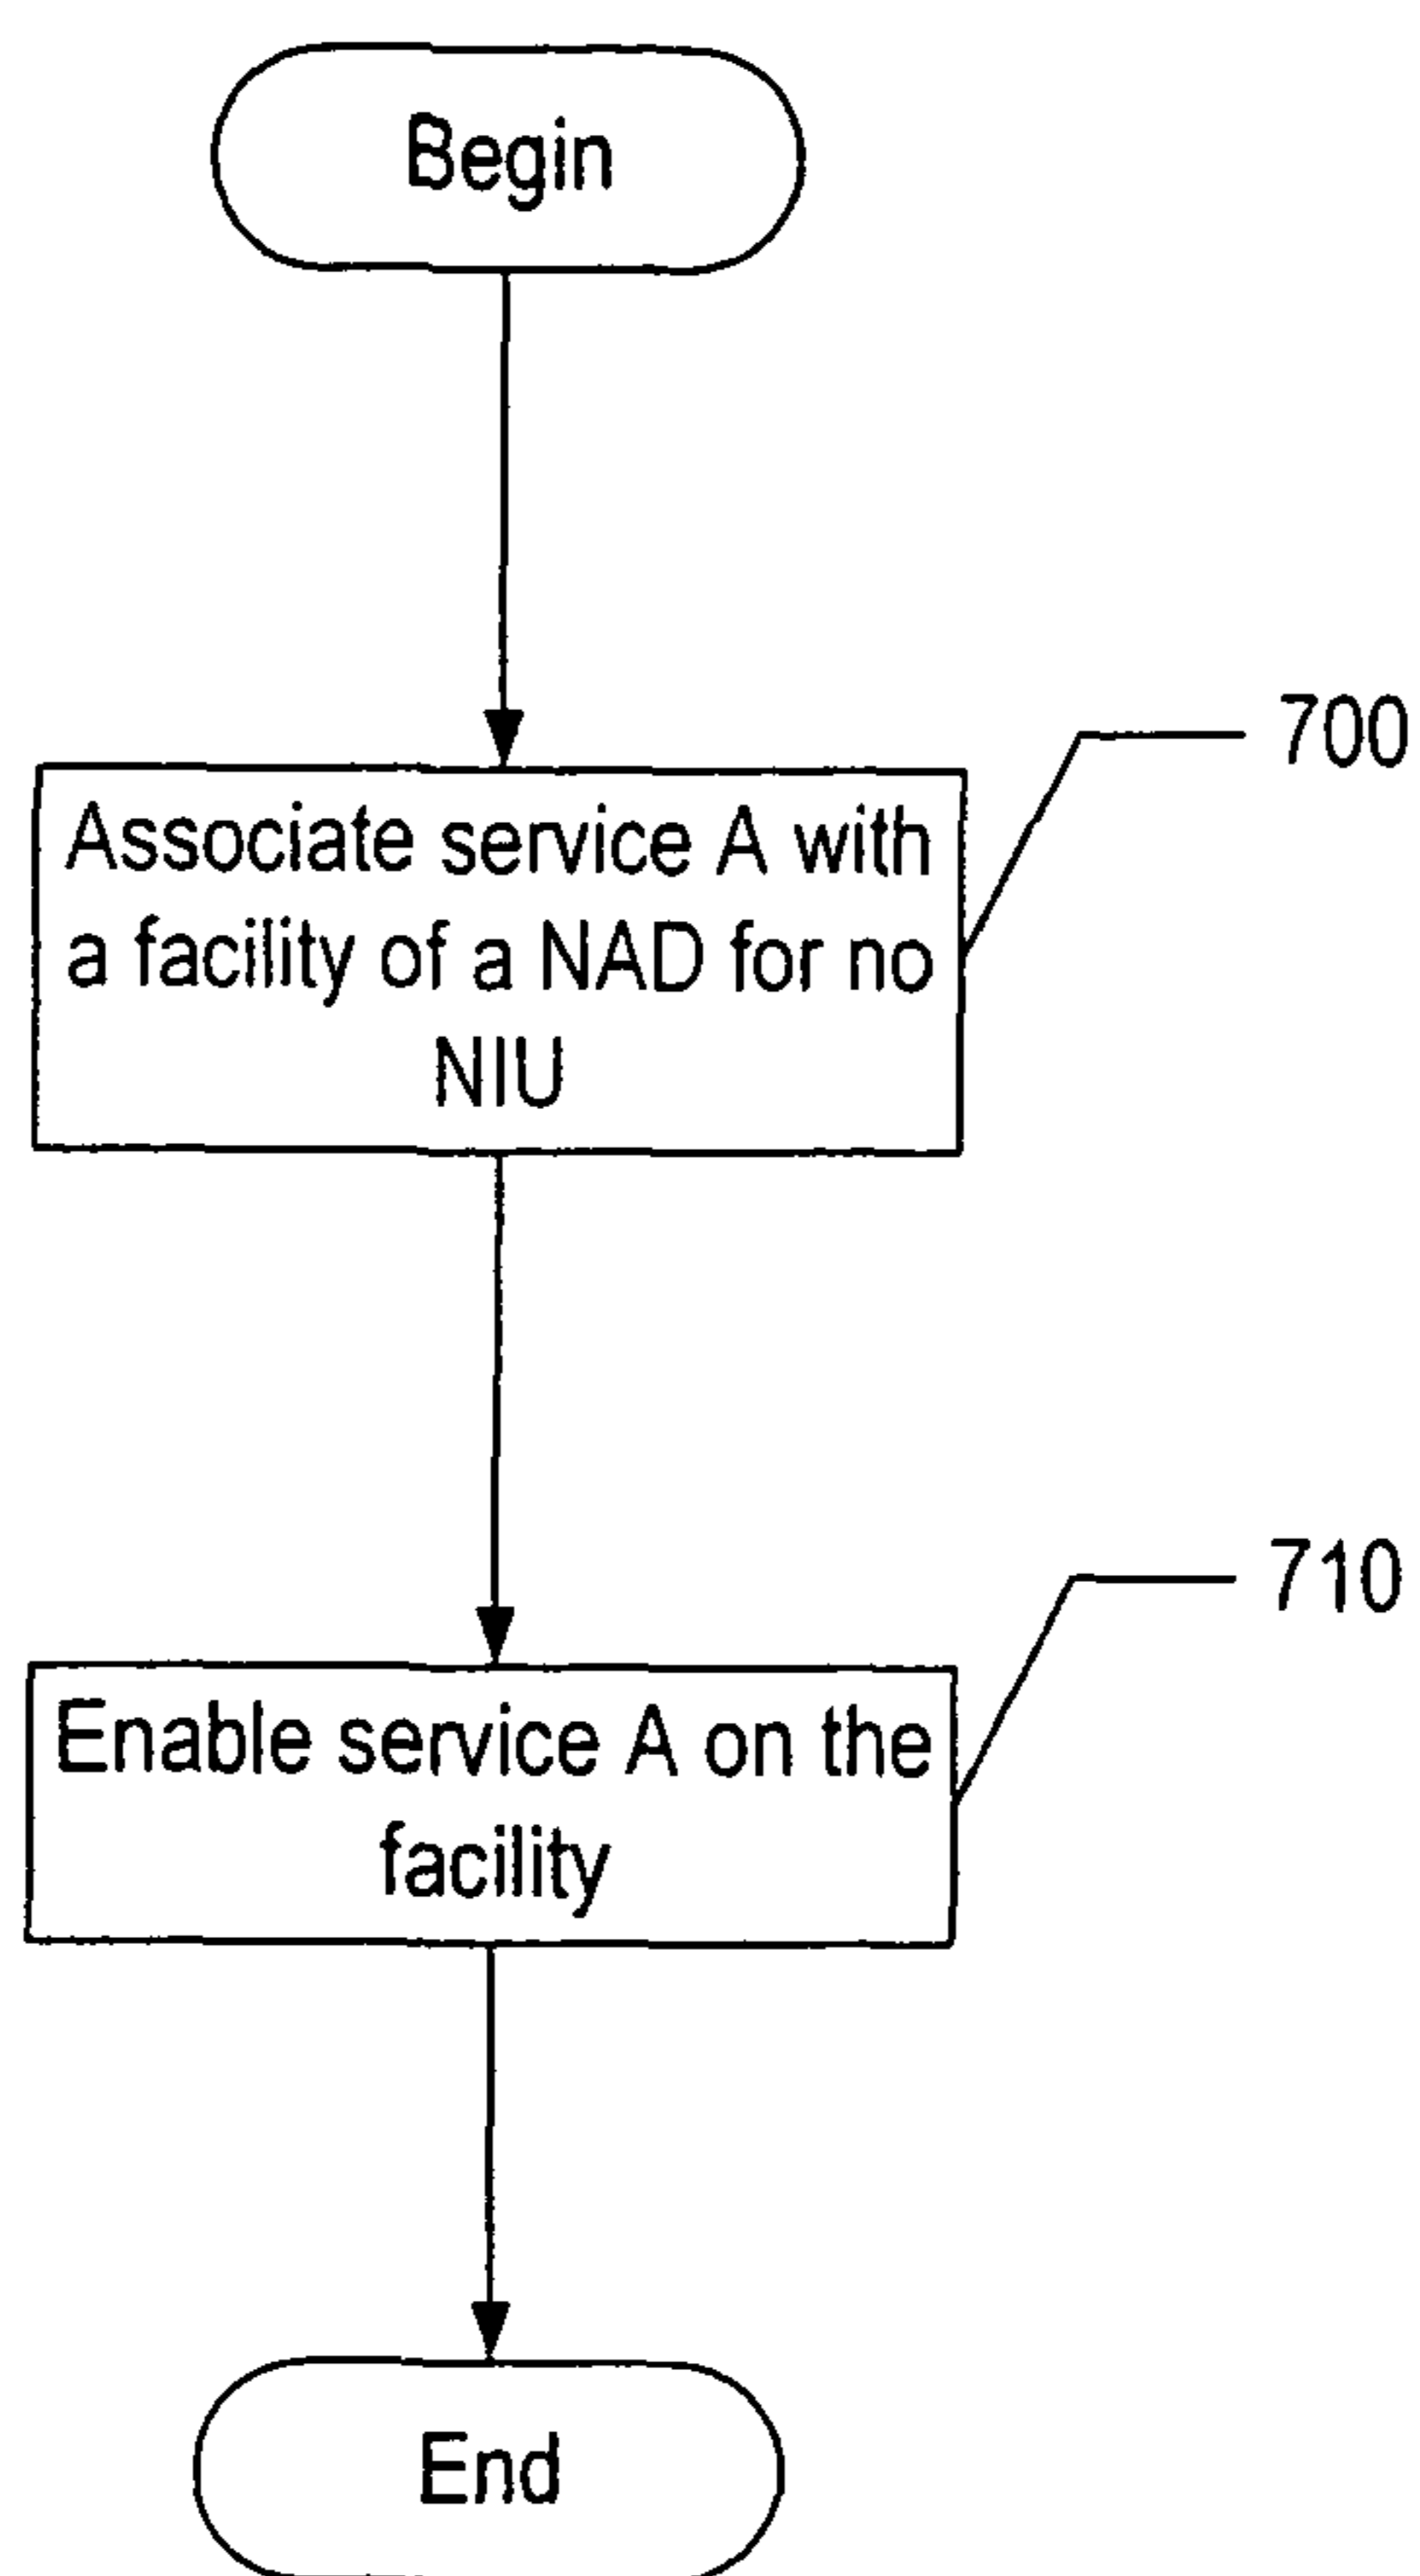 Begin
700
Associate service A with
a facility of a NAD for no
NIU
710
Enable service A on the
facility
End